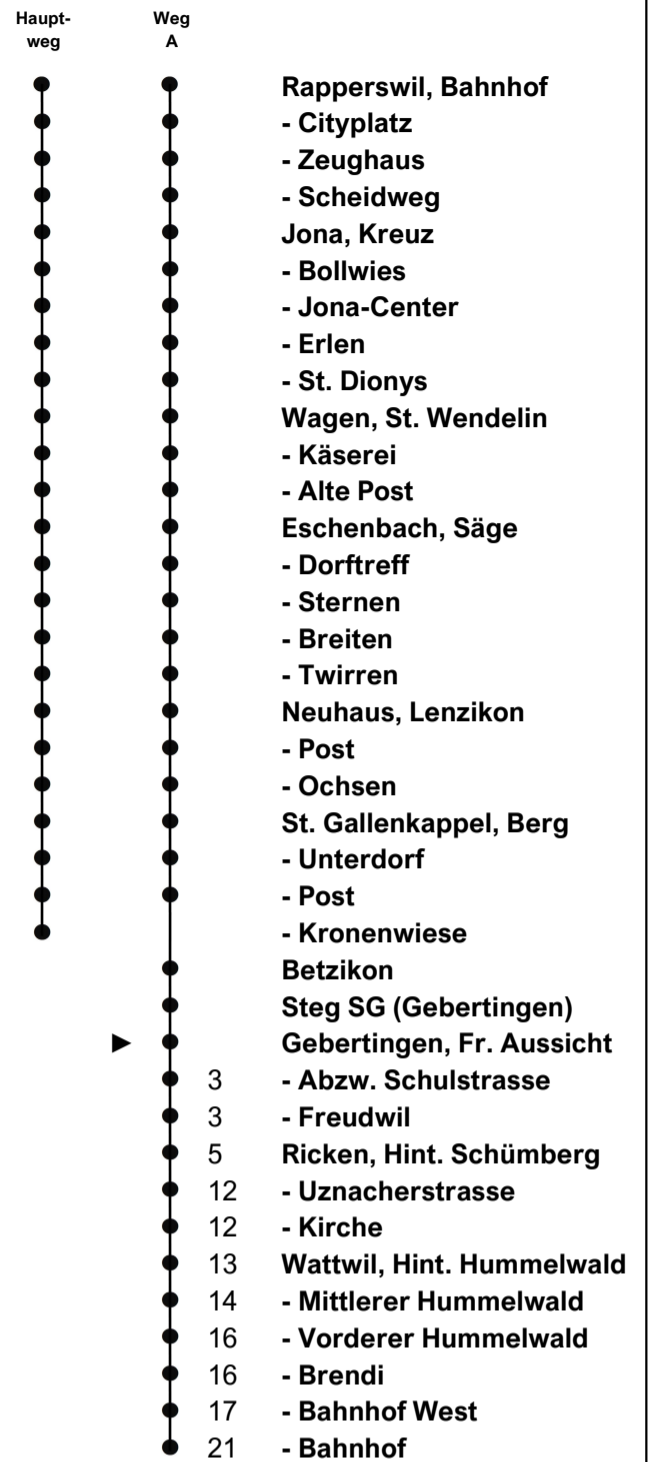 Haupt- Weg
weg A
Rapperswil, Bahnhof
- Cityplatz
- Zeughaus
- Scheidweg
Jona, Kreuz
- Bollwies
- Jona-Center
- Erlen
- St. Dionys
Wagen, St. Wendelin
- Käserei
- Alte Post
Eschenbach, Säge
- Dorftreff
- Sternen
- Breiten
- Twirren
Neuhaus, Lenzikon
- Post
- Ochsen
St. Gallenkappel, Berg
- Unterdorf
- Post
- Kronenwiese
Betzikon
Steg SG (Gebertingen)
Gebertingen, Fr. Aussicht
3 - Abzw. Schulstrasse
3 - Freudwil
5 Ricken, Hint. Schümberg
12 - Uznacherstrasse
12 - Kirche
13 Wattwil, Hint. Hummelwald
14 - Mittlerer Hummelwald
16 - Vorderer Hummelwald
16 - Brendi
17 - Bahnhof West
21 - Bahnhof